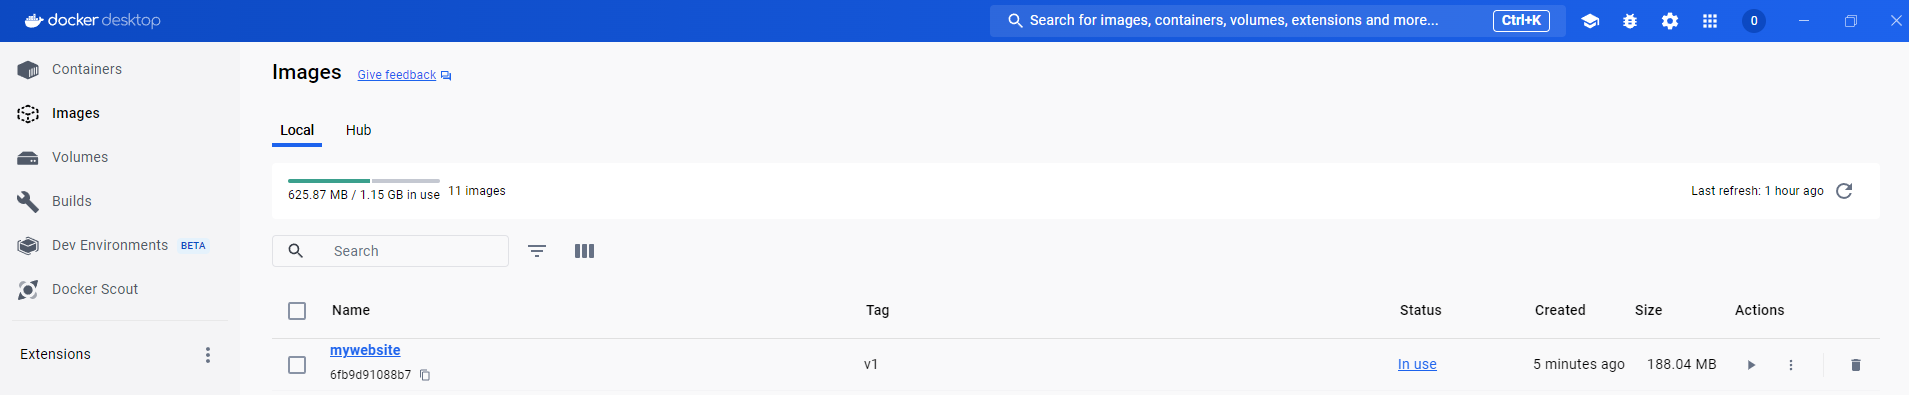 docker desktop
Search for images, containers, volumes, extensions and more...
Ctrl+K
0
Containers
Images
Volumes
Builds
Dev Environments BETA
Docker Scout
Extensions
Images Give feedback
Local Hub
625.87 MB / 1.15 GB in use 11 images
Last refresh: 1 hour ago
Search
Name Tag Status Created Size Actions
mywebsite
6fb9d91088b7
v1 In use 5 minutes ago 188.04 MB